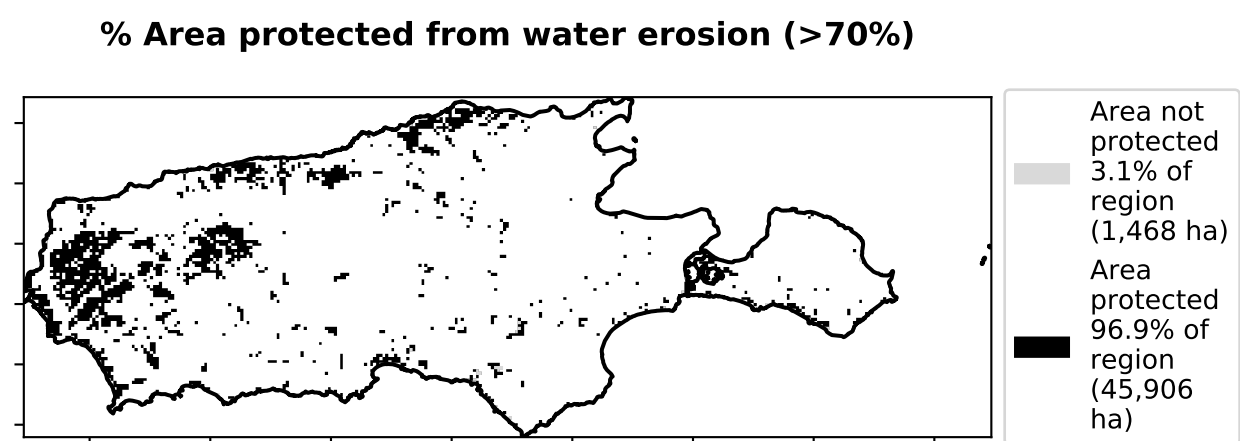 % Area protected from water erosion (>70%)
Area not
protected
3.1% of
region
(1,468 ha)
Area
protected
96.9% of
region
(45,906
ha)